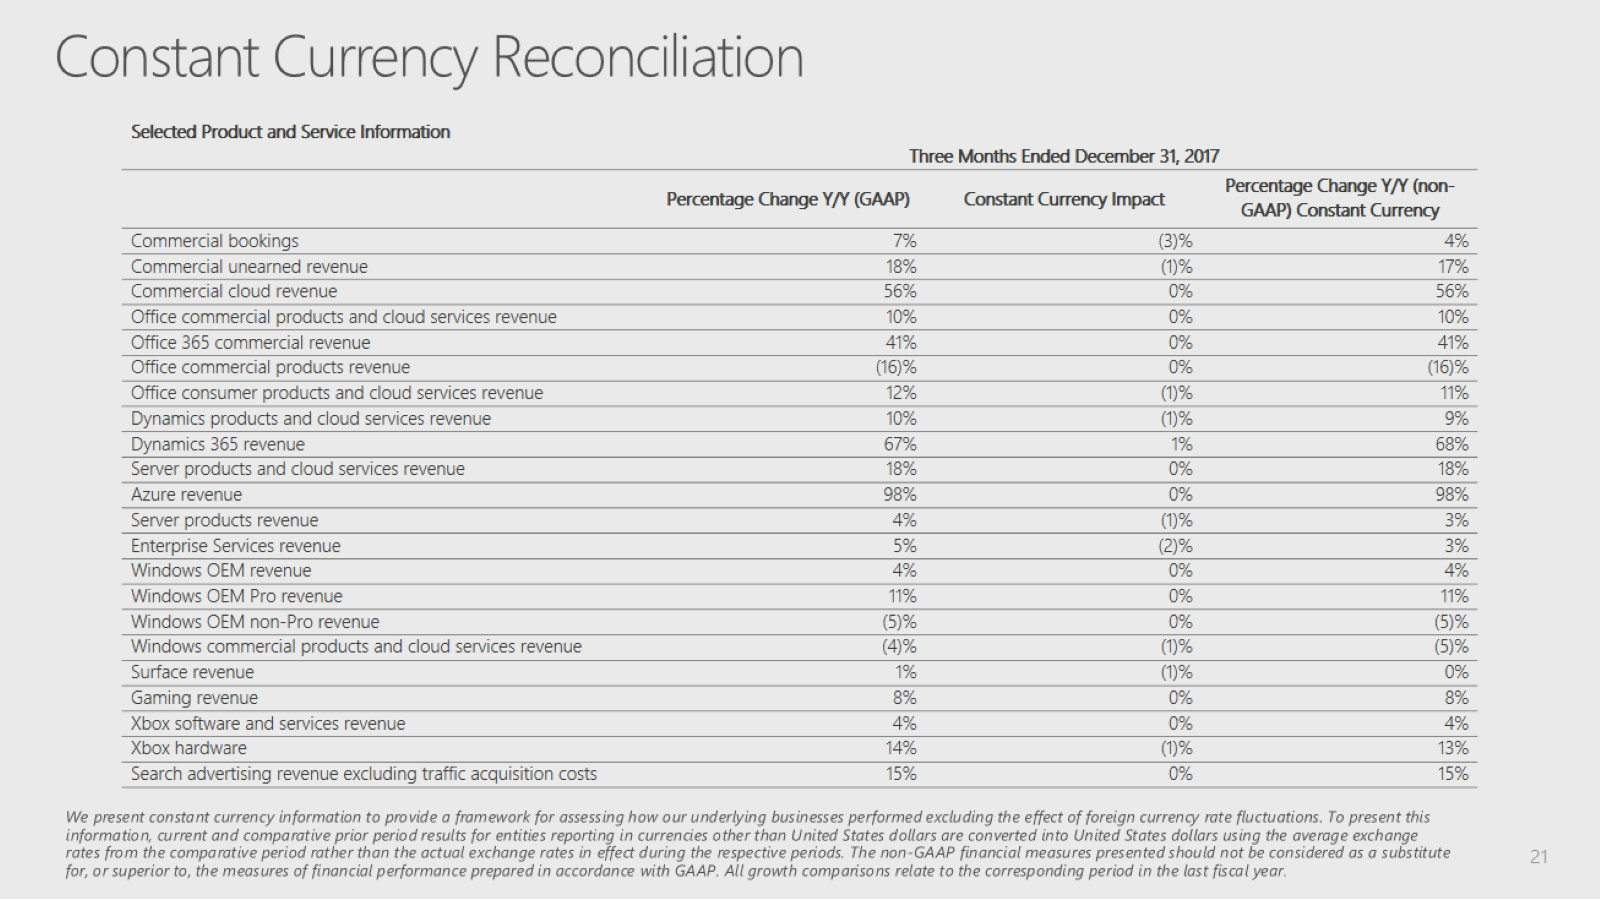 Constant Currency Reconciliation
Selected Product and Service Information
Three Months Ended December 31, 2017
Percentage Change Y/Y (GAAP) Constant Currency Impact Percentage Change Y/Y (non-
GAAP) Constant Currency
Commercial bookings 7% (3)% 4%
Commercial unearned revenue 18% (1)% 17%
Commercial cloud revenue 56% 0% 56%
Office commercial products and cloud services revenue 10% 0% 10%
Office 365 commercial revenue 41% 0% 41%
Office commercial products revenue (16)% 0% (16)%
Office consumer products and cloud services revenue 12% (1)% 11%
Dynamics products and cloud services revenue 10% (1)% 9%
Dynamics 365 revenue 67% 1% 68%
Server products and cloud services revenue 18% 0% 18%
Azure revenue 98% 0% 98%
Server products revenue 4% (1)% 3%
Enterprise Services revenue 5% (2)% 3%
Windows OEM revenue 4% 0% 4%
Windows OEM Pro revenue 11% 0% 11%
Windows OEM non-Pro revenue (5)% 0% (5)%
Windows commercial products and cloud services revenue (4)% (1)% (5)%
Surface revenue 1% (1)% 0%
Gaming revenue 8% 0% 8%
Xbox software and services revenue 4% 0% 4%
Xbox hardware 14% (1)% 13%
Search advertising revenue excluding traffic acquisition costs 15% 0% 15%
We present constant currency information to provide a framework for assessing how our underlying businesses performed excluding the effect of foreign currency rate fluctuations. To present this
information, current and comparative prior period results for entities reporting in currencies other than United States dollars are converted into United States dollars using the average exchange
rates from the comparative period rather than the actual exchange rates in effect during the respective periods. The non-GAAP financial measures presented should not be considered as a substitute
for, or superior to, the measures of financial performance prepared in accordance with GAAP. All growth comparisons relate to the corresponding period in the last fiscal year.
21